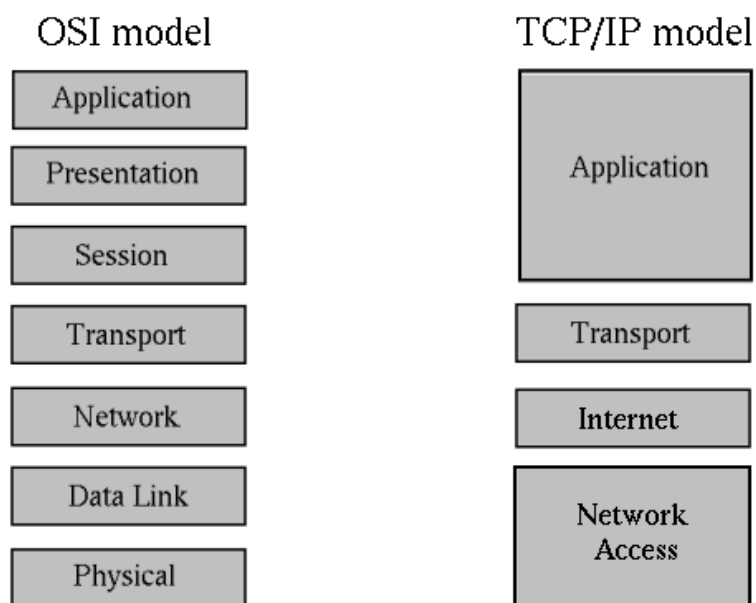 OSI model
Application
Presentation
Session
Transport
Network
Data Link
Physical
TCP/IP model
Application
Transport
Internet
Network
Access